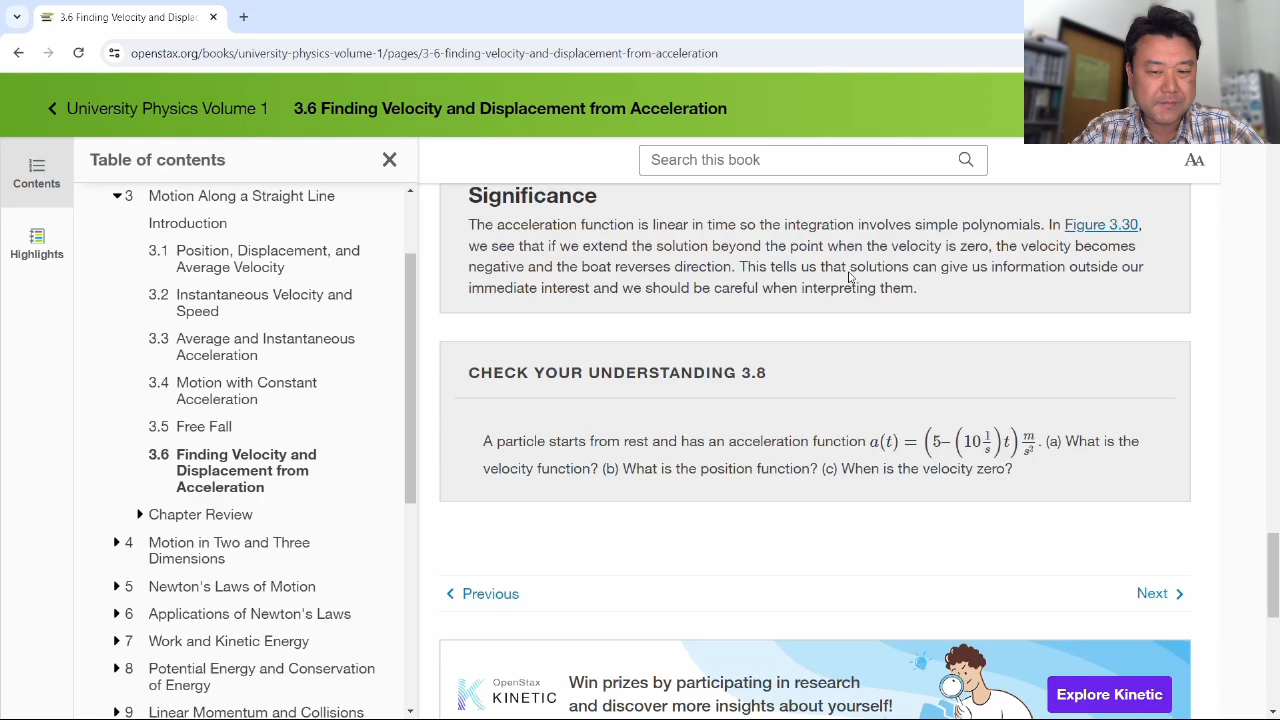 3.6 Finding Velocity and Displac
openstax.org/books/university-physics-volume-1/pages/3-6-finding-velocity-and-displacement-from-acceleration
University Physics Volume 1
3.6 Finding Velocity and Displacement from Acceleration
Contents
Highlights
Table of contents
3 Motion Along a Straight Line
Introduction
3.1 Position, Displacement, and
Average Velocity
3.2 Instantaneous Velocity and
Speed
3.3 Average and Instantaneous
Acceleration
3.4 Motion with Constant
Acceleration
3.5 Free Fall
3.6 Finding Velocity and
Displacement from
Acceleration
Chapter Review
4 Motion in Two and Three
Dimensions
5 Newton's Laws of Motion
6 Applications of Newton's Laws
7 Work and Kinetic Energy
8 Potential Energy and Conservation
of Energy
9 Linear Momentum and Collisions
Search this book
AA
Significance
The acceleration function is linear in time so the integration involves simple polynomials. In Figure 3.30,
we see that if we extend the solution beyond the point when the velocity is zero, the velocity becomes
negative and the boat reverses direction. This tells us that solutions can give us information outside our
immediate interest and we should be careful when interpreting them.
CHECK YOUR UNDERSTANDING 3.8
A particle starts from rest and has an acceleration function a(t) = (5–(10 1/s)t) m/s². (a) What is the
velocity function? (b) What is the position function? (c) When is the velocity zero?
Previous
Next
OpenStax
KINETIC
Win prizes by participating in research
and discover more insights about yourself!
Explore Kinetic